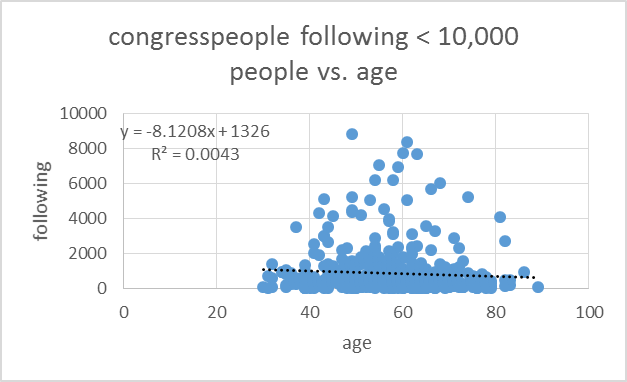 congresspeople following < 10,000
people vs. age
y = -8.1208x + 1326
R² = 0.0043
10000
8000
6000
4000
2000
0
following
0 20 40 60 80 100
age